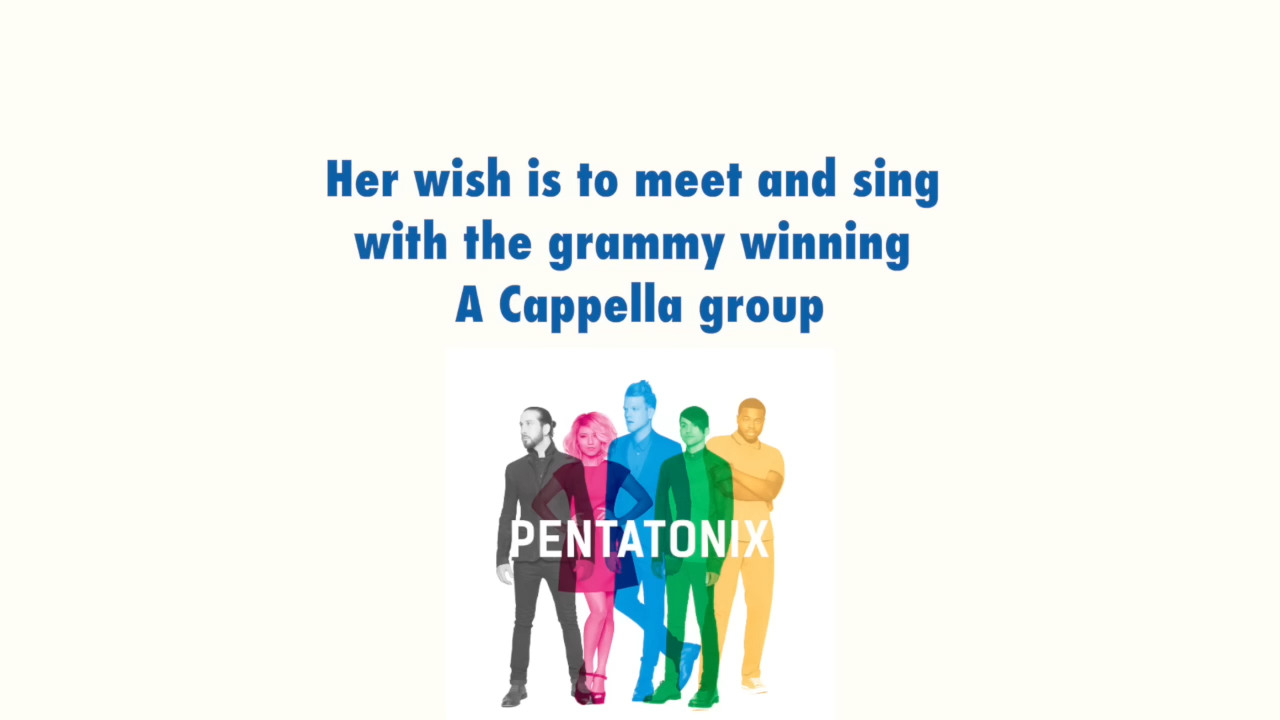 Her wish is to meet and sing
with the grammy winning
A Cappella group
PENTATONIX